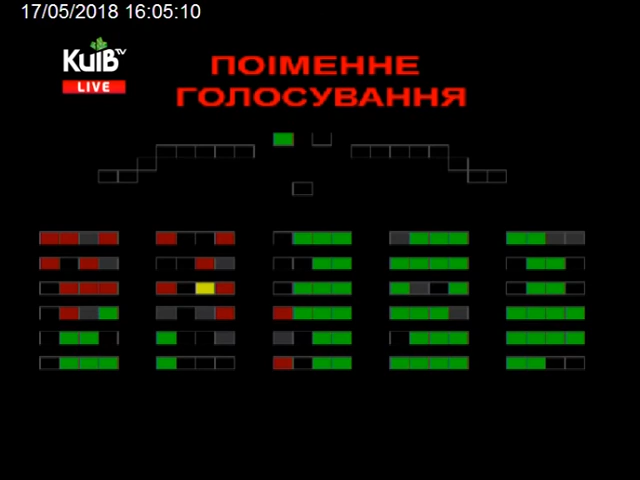 17/05/2018 16:05:10
КиЇВ TV
LIVE
ПОІМЕННЕ
ГОЛОСУВАННЯ